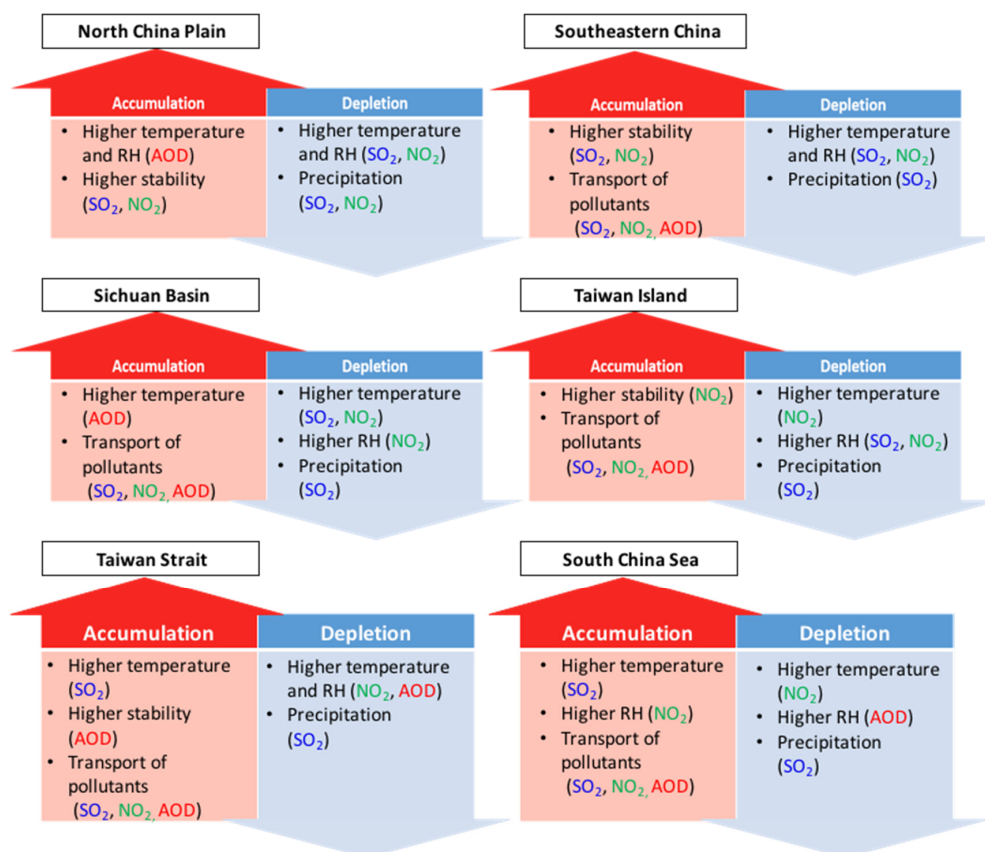 North China Plain
Accumulation
• Higher temperature
and RH (AOD)
• Higher stability
(SO₂, NO₂)
Depletion
• Higher temperature
and RH (SO₂, NO₂)
• Precipitation
(SO₂, NO₂)
Southeastern China
Accumulation
• Higher stability
(SO₂, NO₂)
• Transport of
pollutants
(SO₂, NO₂, AOD)
Depletion
• Higher temperature
and RH (SO₂, NO₂)
• Precipitation (SO₂)
Sichuan Basin
Accumulation
• Higher temperature
(AOD)
• Transport of
pollutants
(SO₂, NO₂, AOD)
Depletion
• Higher temperature
(SO₂, NO₂)
• Higher RH (NO₂)
• Precipitation
(SO₂)
Taiwan Island
Accumulation
• Higher stability (NO₂)
• Transport of
pollutants
(SO₂, NO₂, AOD)
Depletion
• Higher temperature
(NO₂)
• Higher RH (SO₂, NO₂)
• Precipitation
(SO₂)
Taiwan Strait
Accumulation
• Higher temperature
(SO₂)
• Higher stability
(AOD)
• Transport of
pollutants
(SO₂, NO₂, AOD)
Depletion
• Higher temperature
and RH (NO₂, AOD)
• Precipitation
(SO₂)
South China Sea
Accumulation
• Higher temperature
(SO₂)
• Higher RH (NO₂)
• Transport of
pollutants
(SO₂, NO₂, AOD)
Depletion
• Higher temperature
(NO₂)
• Higher RH (AOD)
• Precipitation
(SO₂)